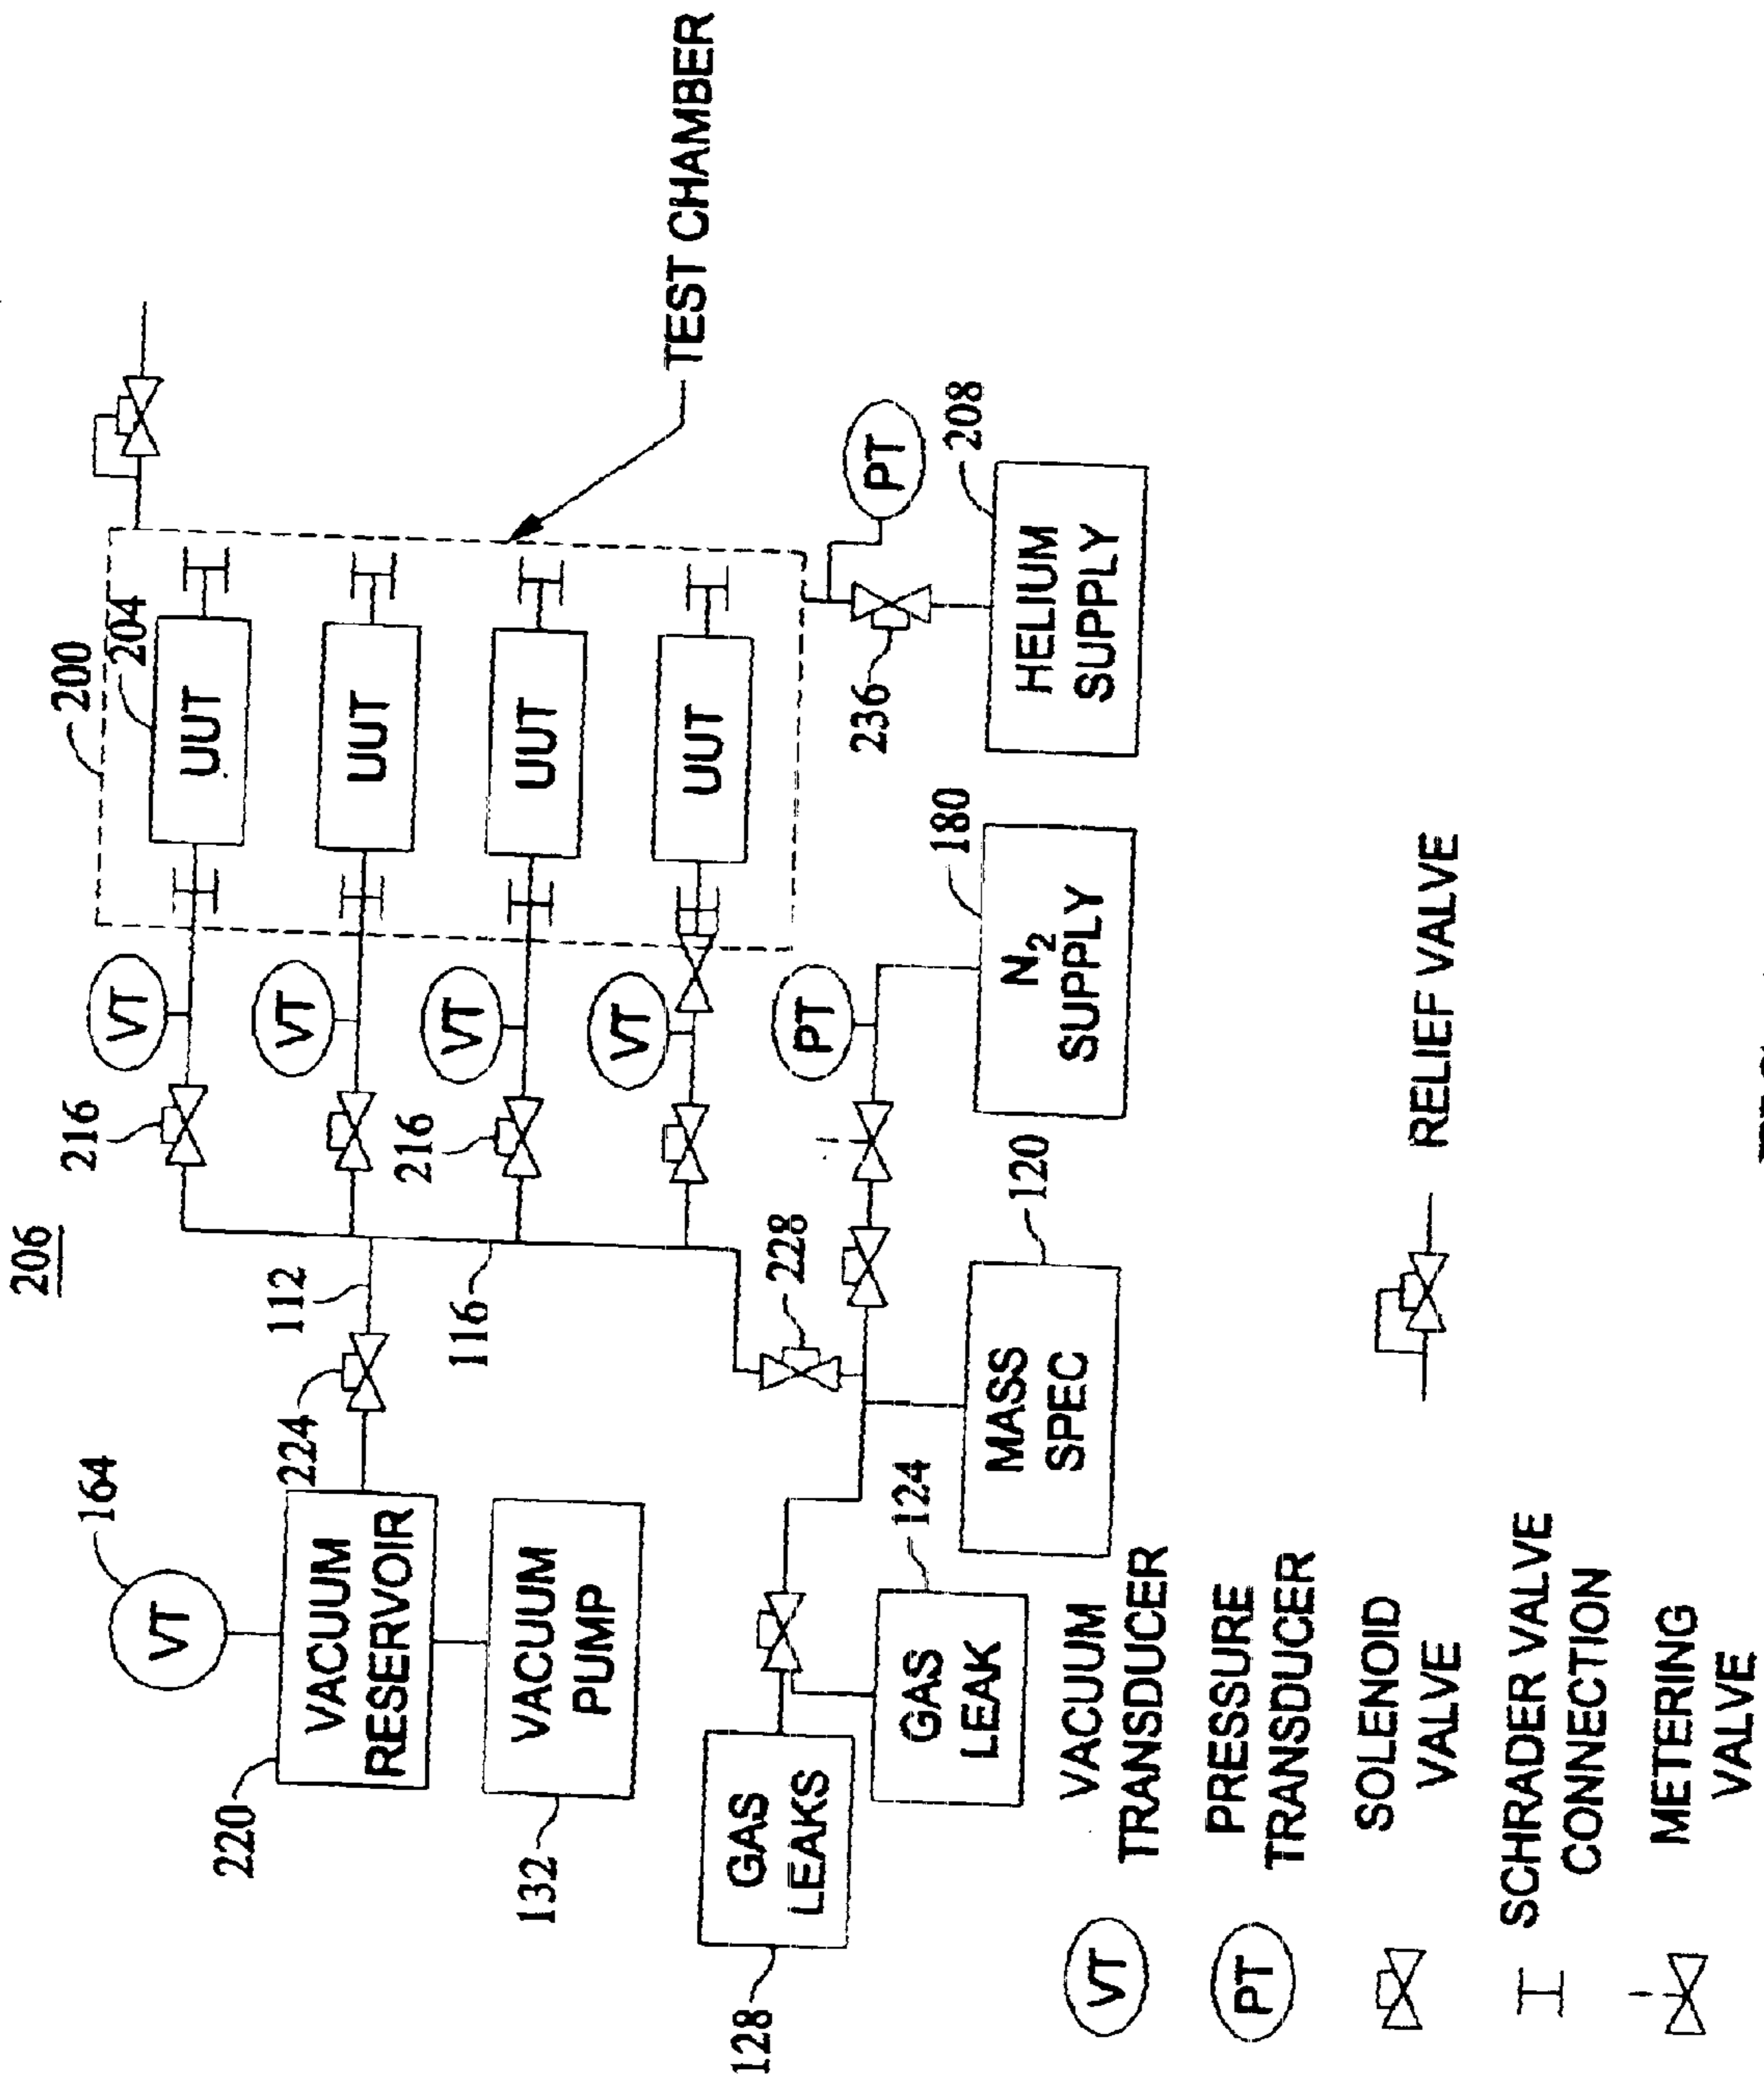 206
164
VT
220
VACUUM
RESERVOIR
224
112
132
VACUUM
PUMP
116
216
216
VT
VT
VT
VT
200
204
UUT
UUT
UUT
UUT
TEST CHAMBER
228
PT
PT
236
208
HELIUM
SUPPLY
180
N2
SUPPLY
120
MASS
SPEC
124
GAS
LEAK
128
GAS
LEAKS
VT
VACUUM
TRANSDUCER
PT
PRESSURE
TRANSDUCER
SOLENOID
VALVE
SCHRADER VALVE
CONNECTION
METERING
VALVE
RELIEF VALVE